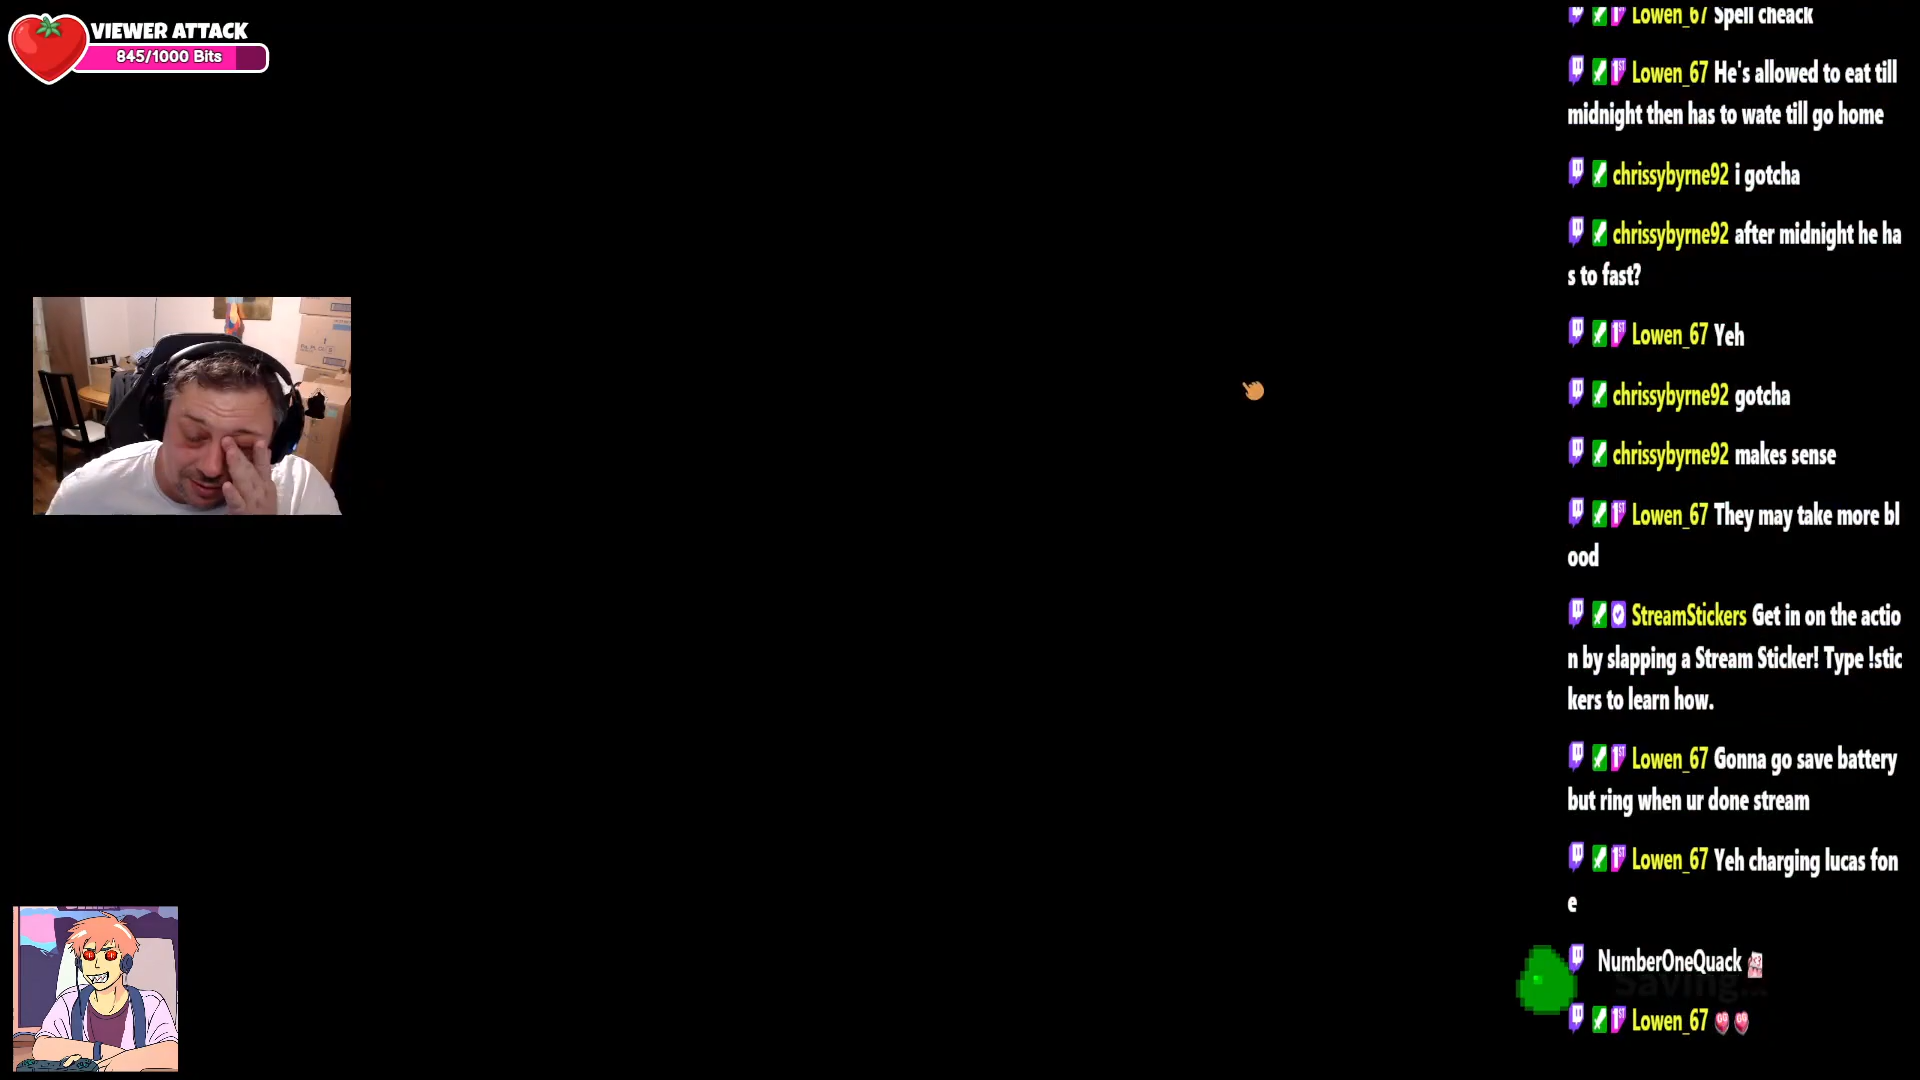 VIEWER ATTACK
845/1000 Bits
Lowen_67 Spell cheack
Lowen_67 He's allowed to eat till
midnight then has to wate till go home
chrissybyrne92 i gotcha
chrissybyrne92 after midnight he ha
s to fast?
Lowen_67 Yeh
chrissybyrne92 gotcha
chrissybyrne92 makes sense
Lowen_67 They may take more bl
ood
StreamStickers Get in on the actio
n by slapping a Stream Sticker! Type !stic
kers to learn how.
Lowen_67 Gonna go save battery
but ring when ur done stream
Lowen_67 Yeh charging lucas fon
e
NumberOneQuack
Saving...
Lowen_67